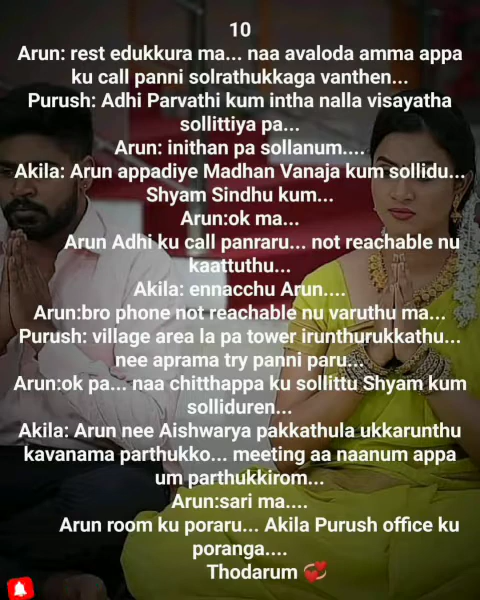 10
Arun: rest edukkura ma... naa avaloda amma appa
ku call panni solrathukkaga vanthen...
Purush: Adhi Parvathi kum intha nalla visayatha
sollittiya pa...
Arun: inithan pa sollanum....
Akila: Arun appadiye Madhan Vanaja kum sollidu...
Shyam Sindhu kum...
Arun:ok ma...
Arun Adhi ku call panraru... not reachable nu
kaattuthu...
Akila: ennacchu Arun....
Arun:bro phone not reachable nu varuthu ma...
Purush: village area la pa tower irunthurukkathu...
nee aprama try panni paru...
Arun:ok pa... naa chitthappa ku sollittu Shyam kum
solliduren...
Akila: Arun nee Aishwarya pakkathula ukkarunthu
kavanama parthukko... meeting aa naanum appa
um parthukkirom...
Arun:sari ma....
Arun room ku poraru... Akila Purush office ku
poranga....
Thodarum 💞